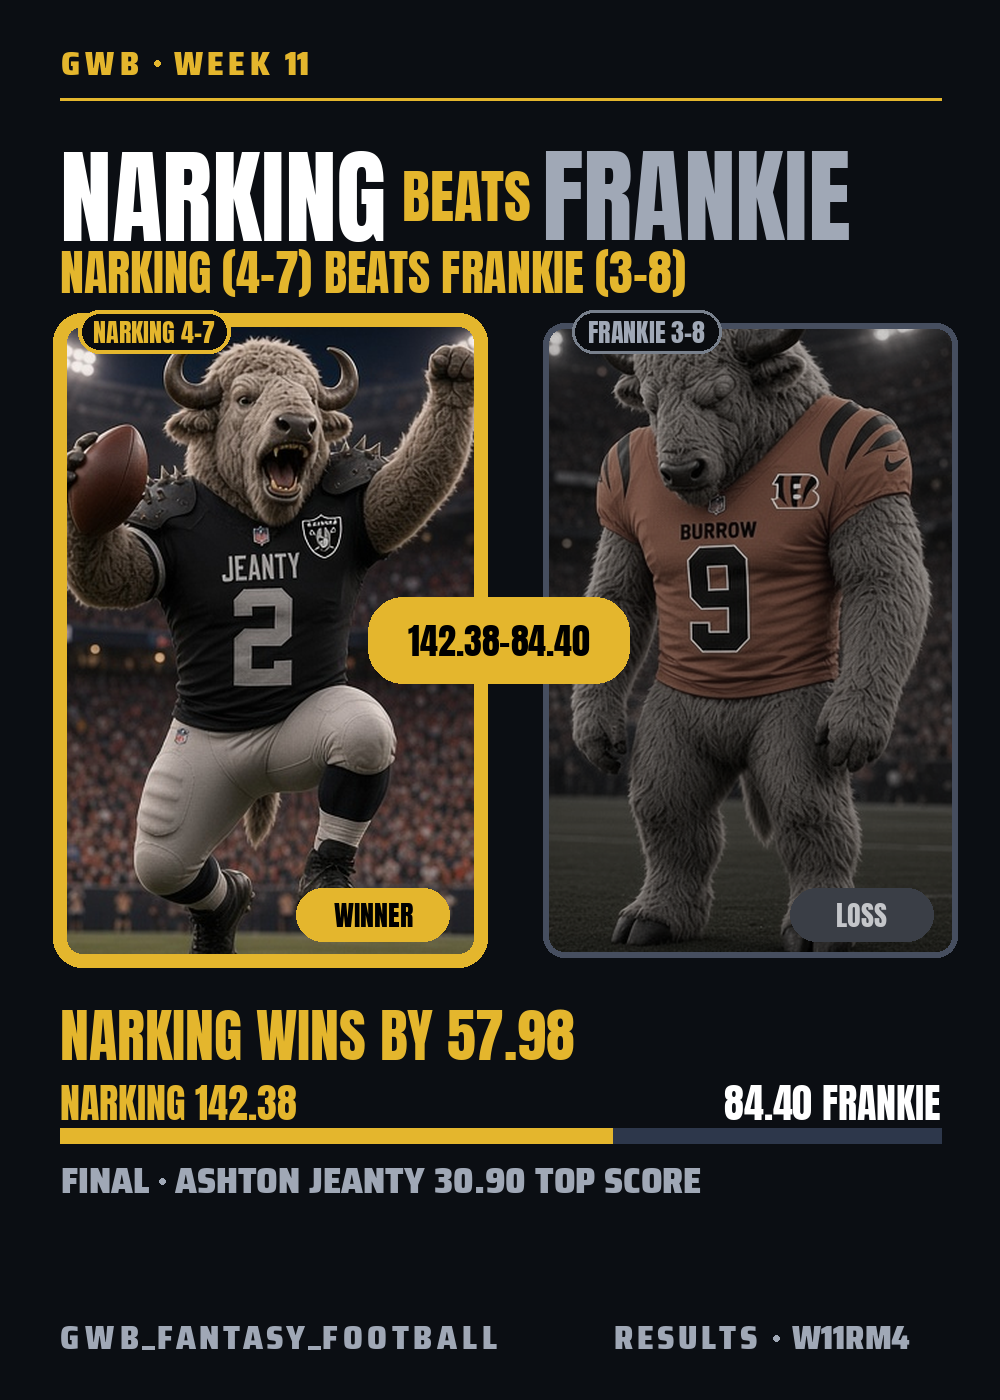 GWB · WEEK 11
NARKING BEATS FRANKIE
NARKING (4-7) BEATS FRANKIE (3-8)
NARKING 4-7
FRANKIE 3-8
RAIDERS
JEANTY
2
BURROW
9
142.38-84.40
WINNER
LOSS
NARKING WINS BY 57.98
NARKING 142.38
84.40 FRANKIE
FINAL · ASHTON JEANTY 30.90 TOP SCORE
GWB_FANTASY_FOOTBALL
RESULTS · W11RM4